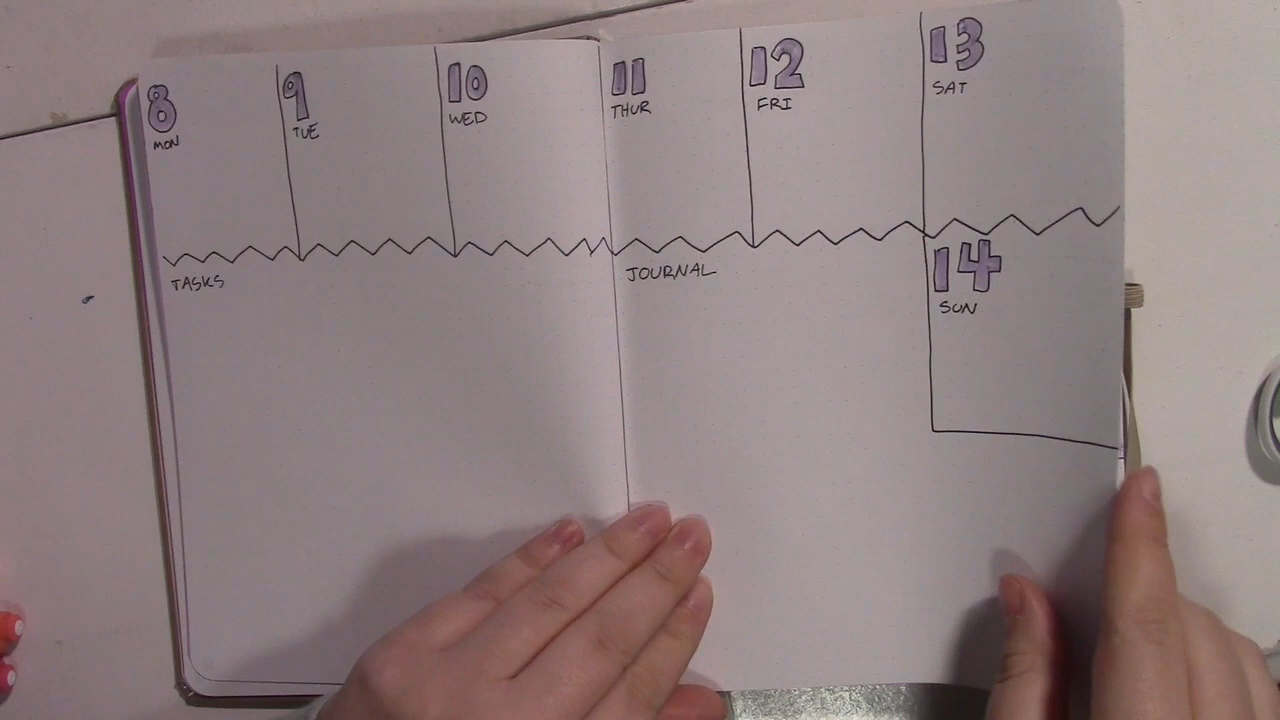 8
MON
9
TUE
10
WED
11
THUR
12
FRI
13
SAT
TASKS
JOURNAL
14
SUN